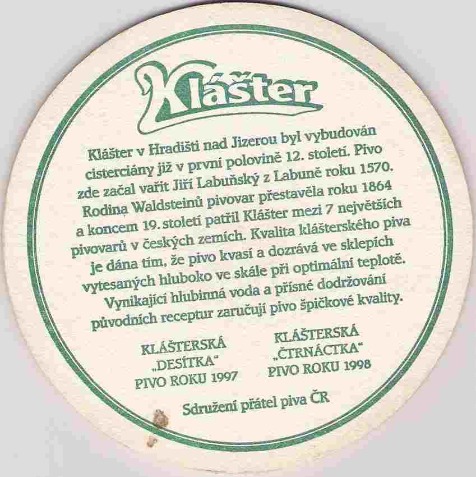 Klášter
Klášter v Hradišti nad Jizerou byl vybudován
cisterciány již v první polovině 12. století. Pivo
zde začal vařit Jiří Labuňský z Labuně roku 1570.
Rodina Waldsteinů pivovar přestavěla roku 1864
a koncem 19. století patřil Klášter mezi 7 největších
pivovarů v českých zemích. Kvalita klášterského piva
je dána tím, že pivo kvasí a dozrává ve sklepích
vytesaných hluboko ve skále při optimální teplotě.
Vynikající hlubinná voda a přísné dodržování
původních receptur zaručují pivo špičkové kvality.
KLÁŠTERSKÁ
„DESÍTKA"
PIVO ROKU 1997
KLÁŠTERSKÁ
„ČTRNÁCTKA"
PIVO ROKU 1998
Sdružení přátel piva ČR